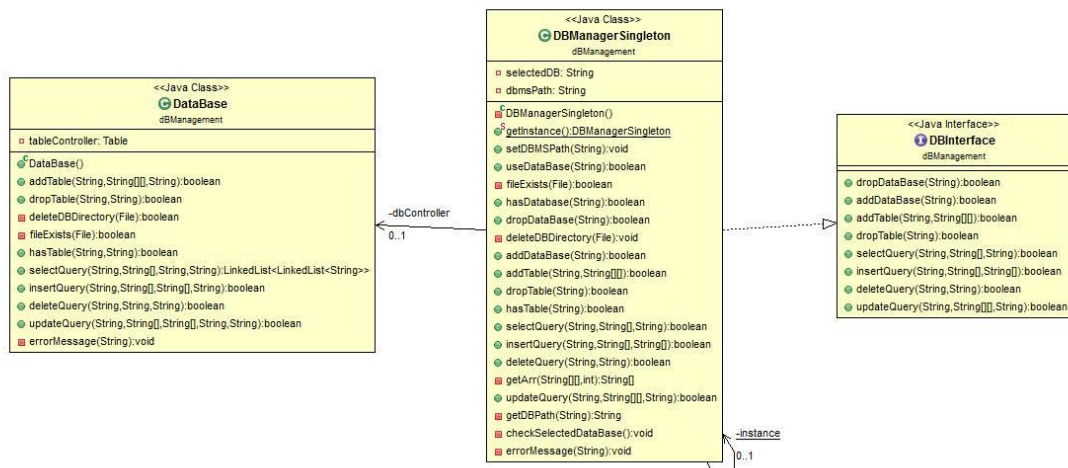 <<Java Class>>
DataBase
dBManagement
tableController: Table
DataBase()
addTable(String,String[][],String):boolean
dropTable(String,String):boolean
deleteDBDirectory(File):boolean
fileExists(File):boolean
hasTable(String,String):boolean
selectQuery(String,String[],String,String):LinkedList<LinkedList<String>>
insertQuery(String,String[],String[],String):boolean
deleteQuery(String,String,String):boolean
updateQuery(String,String[],String[],String,String):boolean
errorMessage(String):void
-dbController
0..1
<<Java Class>>
DBManagerSingleton
dBManagement
selectedDB: String
dbmsPath: String
DBManagerSingleton()
getInstance():DBManagerSingleton
setDBMSPath(String):void
useDataBase(String):boolean
fileExists(File):boolean
hasDatabase(String):boolean
dropDataBase(String):boolean
deleteDBDirectory(File):void
addDataBase(String):boolean
addTable(String,String[][]):boolean
dropTable(String):boolean
hasTable(String):boolean
selectQuery(String,String[],String):boolean
insertQuery(String,String[],String[]):boolean
deleteQuery(String,String):boolean
getArr(String[][],int):String[]
updateQuery(String,String[][],String):boolean
getDBPath(String):String
checkSelectedDataBase():void
errorMessage(String):void
-instance
0..1
<<Java Interface>>
DBInterface
dBManagement
dropDataBase(String):boolean
addDataBase(String):boolean
addTable(String,String[][]):boolean
dropTable(String):boolean
selectQuery(String,String[],String):boolean
insertQuery(String,String[],String[]):boolean
deleteQuery(String,String):boolean
updateQuery(String,String[][],String):boolean